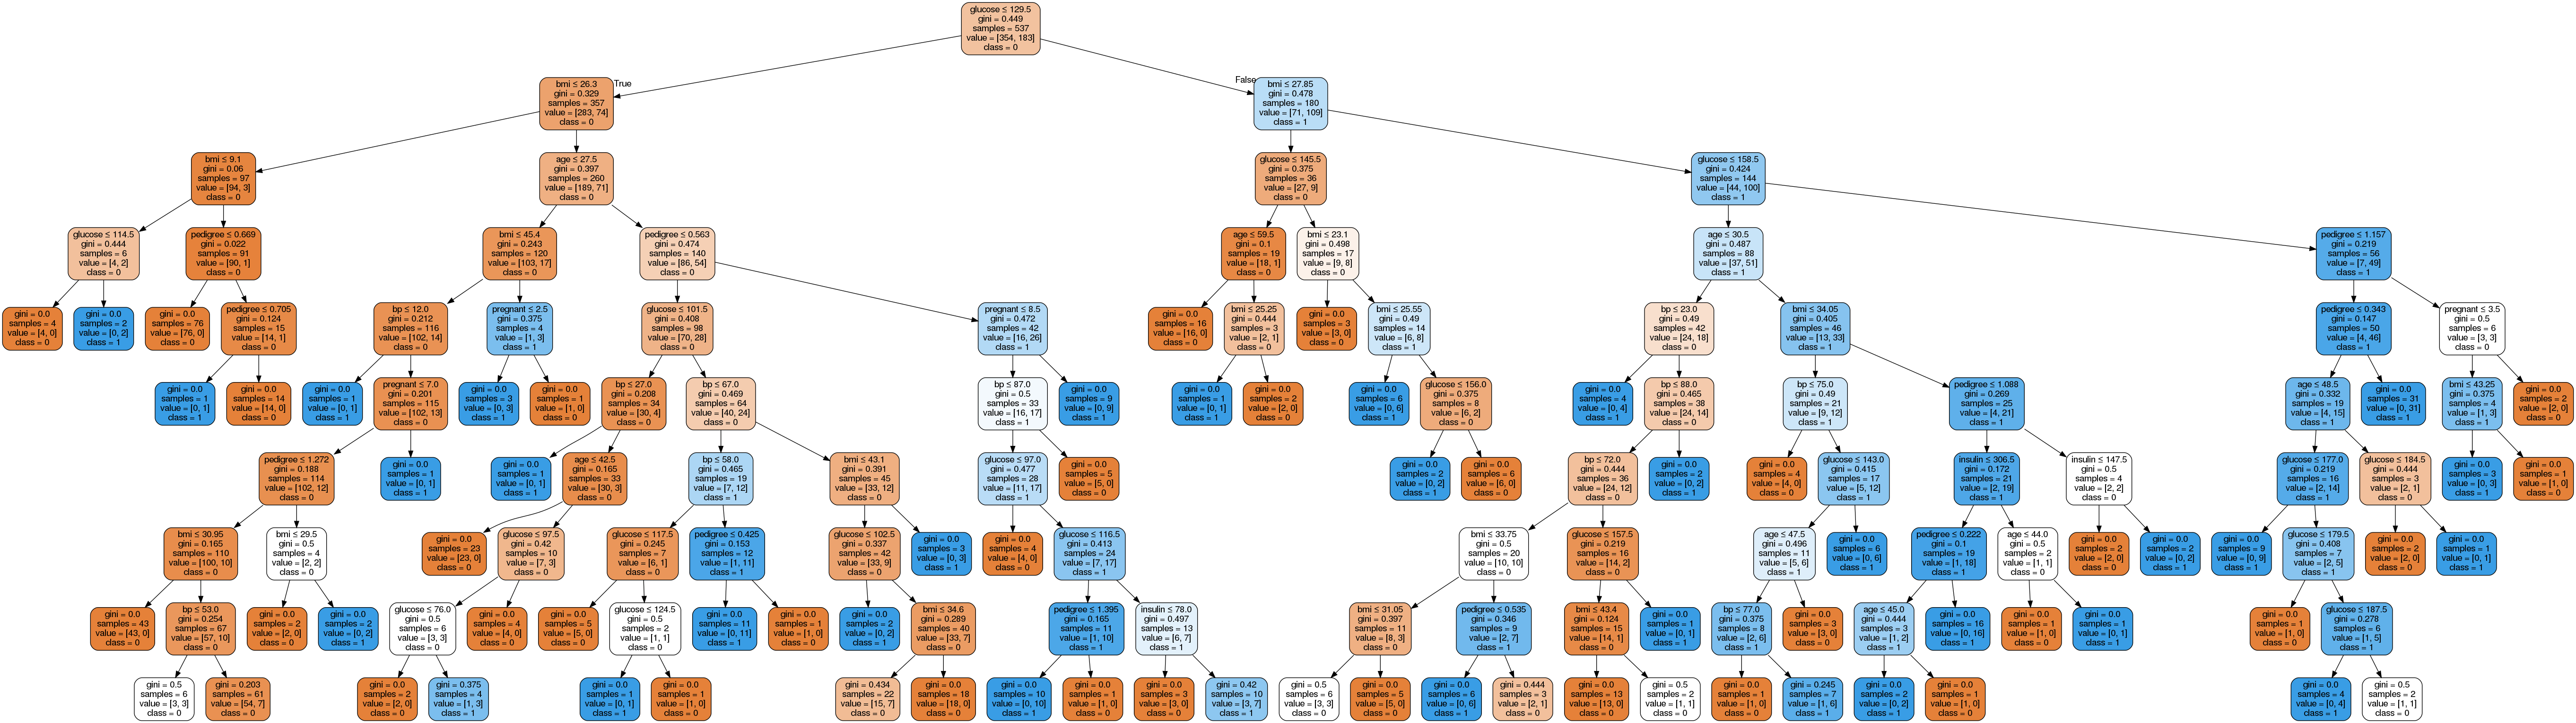 glucose ≤ 129.5
gini = 0.449
samples = 537
value = [354, 183]
class = 0
True
False
bmi ≤ 26.3
gini = 0.329
samples = 357
value = [283, 74]
class = 0
bmi ≤ 27.85
gini = 0.478
samples = 180
value = [71, 109]
class = 1
bmi ≤ 9.1
gini = 0.06
samples = 97
value = [94, 3]
class = 0
age ≤ 27.5
gini = 0.397
samples = 260
value = [189, 71]
class = 0
glucose ≤ 145.5
gini = 0.375
samples = 36
value = [27, 9]
class = 0
glucose ≤ 158.5
gini = 0.424
samples = 144
value = [44, 100]
class = 1
glucose ≤ 114.5
gini = 0.444
samples = 6
value = [4, 2]
class = 0
pedigree ≤ 0.669
gini = 0.022
samples = 91
value = [90, 1]
class = 0
bmi ≤ 45.4
gini = 0.243
samples = 120
value = [103, 17]
class = 0
pedigree ≤ 0.563
gini = 0.474
samples = 140
value = [86, 54]
class = 0
age ≤ 59.5
gini = 0.1
samples = 19
value = [18, 1]
class = 0
bmi ≤ 23.1
gini = 0.498
samples = 17
value = [9, 8]
class = 0
age ≤ 30.5
gini = 0.487
samples = 88
value = [37, 51]
class = 1
pedigree ≤ 1.157
gini = 0.219
samples = 56
value = [7, 49]
class = 1
gini = 0.0
samples = 4
value = [4, 0]
class = 0
gini = 0.0
samples = 2
value = [0, 2]
class = 1
gini = 0.0
samples = 76
value = [76, 0]
class = 0
pedigree ≤ 0.705
gini = 0.124
samples = 15
value = [14, 1]
class = 0
bp ≤ 12.0
gini = 0.212
samples = 116
value = [102, 14]
class = 0
pregnant ≤ 2.5
gini = 0.375
samples = 4
value = [1, 3]
class = 1
glucose ≤ 101.5
gini = 0.408
samples = 98
value = [70, 28]
class = 0
pregnant ≤ 8.5
gini = 0.472
samples = 42
value = [16, 26]
class = 1
gini = 0.0
samples = 16
value = [16, 0]
class = 0
bmi ≤ 25.25
gini = 0.444
samples = 3
value = [2, 1]
class = 0
gini = 0.0
samples = 3
value = [3, 0]
class = 0
bmi ≤ 25.55
gini = 0.49
samples = 14
value = [6, 8]
class = 1
bp ≤ 23.0
gini = 0.49
samples = 42
value = [24, 18]
class = 0
bmi ≤ 34.05
gini = 0.405
samples = 46
value = [13, 33]
class = 1
pedigree ≤ 0.343
gini = 0.147
samples = 50
value = [4, 46]
class = 1
pregnant ≤ 3.5
gini = 0.5
samples = 6
value = [3, 3]
class = 0
gini = 0.0
samples = 1
value = [0, 1]
class = 1
gini = 0.0
samples = 14
value = [14, 0]
class = 0
gini = 0.0
samples = 1
value = [0, 1]
class = 1
pregnant ≤ 7.0
gini = 0.201
samples = 115
value = [102, 13]
class = 0
gini = 0.0
samples = 3
value = [0, 3]
class = 1
gini = 0.0
samples = 1
value = [1, 0]
class = 0
bp ≤ 27.0
gini = 0.208
samples = 34
value = [30, 4]
class = 0
bp ≤ 67.0
gini = 0.469
samples = 64
value = [40, 24]
class = 0
bp ≤ 87.0
gini = 0.5
samples = 33
value = [16, 17]
class = 1
gini = 0.0
samples = 9
value = [0, 9]
class = 1
gini = 0.0
samples = 1
value = [0, 1]
class = 1
gini = 0.0
samples = 2
value = [2, 0]
class = 0
gini = 0.0
samples = 6
value = [0, 6]
class = 1
glucose ≤ 156.0
gini = 0.375
samples = 8
value = [6, 2]
class = 0
gini = 0.0
samples = 4
value = [0, 4]
class = 1
bp ≤ 88.0
gini = 0.465
samples = 38
value = [24, 14]
class = 0
bp ≤ 75.0
gini = 0.49
samples = 21
value = [9, 12]
class = 1
pedigree ≤ 1.088
gini = 0.269
samples = 25
value = [4, 21]
class = 1
age ≤ 48.5
gini = 0.332
samples = 19
value = [4, 15]
class = 1
gini = 0.0
samples = 31
value = [0, 31]
class = 1
bmi ≤ 43.25
gini = 0.375
samples = 4
value = [1, 3]
class = 1
gini = 0.0
samples = 2
value = [2, 0]
class = 0
pedigree ≤ 1.272
gini = 0.188
samples = 114
value = [102, 12]
class = 0
gini = 0.0
samples = 1
value = [0, 1]
class = 1
gini = 0.0
samples = 1
value = [0, 1]
class = 1
age ≤ 42.5
gini = 0.165
samples = 33
value = [30, 3]
class = 0
bp ≤ 58.0
gini = 0.465
samples = 19
value = [7, 12]
class = 1
bmi ≤ 43.1
gini = 0.391
samples = 45
value = [33, 12]
class = 0
glucose ≤ 97.0
gini = 0.477
samples = 28
value = [11, 17]
class = 1
gini = 0.0
samples = 5
value = [5, 0]
class = 0
gini = 0.0
samples = 2
value = [0, 2]
class = 1
gini = 0.0
samples = 6
value = [6, 0]
class = 0
bp ≤ 72.0
gini = 0.444
samples = 36
value = [24, 12]
class = 0
gini = 0.0
samples = 2
value = [0, 2]
class = 1
gini = 0.0
samples = 4
value = [4, 0]
class = 0
glucose ≤ 143.0
gini = 0.415
samples = 17
value = [5, 12]
class = 1
insulin ≤ 306.5
gini = 0.172
samples = 21
value = [2, 19]
class = 1
insulin ≤ 147.5
gini = 0.5
samples = 4
value = [2, 2]
class = 0
glucose ≤ 177.0
gini = 0.219
samples = 16
value = [2, 14]
class = 1
glucose ≤ 184.5
gini = 0.444
samples = 3
value = [2, 1]
class = 0
gini = 0.0
samples = 3
value = [0, 3]
class = 1
gini = 0.0
samples = 1
value = [1, 0]
class = 0
bmi ≤ 30.95
gini = 0.165
samples = 110
value = [100, 10]
class = 0
bmi ≤ 29.5
gini = 0.5
samples = 4
value = [2, 2]
class = 0
gini = 0.0
samples = 23
value = [23, 0]
class = 0
glucose ≤ 97.5
gini = 0.42
samples = 10
value = [7, 3]
class = 0
glucose ≤ 117.5
gini = 0.245
samples = 7
value = [6, 1]
class = 0
pedigree ≤ 0.425
gini = 0.153
samples = 12
value = [1, 11]
class = 1
glucose ≤ 102.5
gini = 0.337
samples = 42
value = [33, 9]
class = 0
gini = 0.0
samples = 3
value = [0, 3]
class = 1
gini = 0.0
samples = 4
value = [4, 0]
class = 0
glucose ≤ 116.5
gini = 0.413
samples = 24
value = [7, 17]
class = 1
bmi ≤ 33.75
gini = 0.5
samples = 20
value = [10, 10]
class = 0
glucose ≤ 157.5
gini = 0.219
samples = 16
value = [14, 2]
class = 0
age ≤ 47.5
gini = 0.496
samples = 11
value = [5, 6]
class = 1
gini = 0.0
samples = 6
value = [0, 6]
class = 1
pedigree ≤ 0.222
gini = 0.1
samples = 19
value = [1, 18]
class = 1
age ≤ 44.0
gini = 0.5
samples = 2
value = [1, 1]
class = 0
gini = 0.0
samples = 2
value = [2, 0]
class = 0
gini = 0.0
samples = 2
value = [0, 2]
class = 1
gini = 0.0
samples = 9
value = [0, 9]
class = 1
glucose ≤ 179.5
gini = 0.408
samples = 7
value = [2, 5]
class = 1
gini = 0.0
samples = 2
value = [2, 0]
class = 0
gini = 0.0
samples = 1
value = [0, 1]
class = 1
gini = 0.0
samples = 43
value = [43, 0]
class = 0
bp ≤ 53.0
gini = 0.254
samples = 67
value = [57, 10]
class = 0
gini = 0.0
samples = 2
value = [2, 0]
class = 0
gini = 0.0
samples = 2
value = [0, 2]
class = 1
glucose ≤ 76.0
gini = 0.5
samples = 6
value = [3, 3]
class = 0
gini = 0.0
samples = 4
value = [4, 0]
class = 0
gini = 0.0
samples = 5
value = [5, 0]
class = 0
glucose ≤ 124.5
gini = 0.5
samples = 2
value = [1, 1]
class = 0
gini = 0.0
samples = 11
value = [0, 11]
class = 1
gini = 0.0
samples = 1
value = [1, 0]
class = 0
gini = 0.0
samples = 2
value = [0, 2]
class = 1
bmi ≤ 34.6
gini = 0.289
samples = 40
value = [33, 7]
class = 0
pedigree ≤ 1.395
gini = 0.165
samples = 11
value = [1, 10]
class = 1
insulin ≤ 78.0
gini = 0.497
samples = 13
value = [6, 7]
class = 1
bmi ≤ 31.05
gini = 0.397
samples = 11
value = [8, 3]
class = 0
pedigree ≤ 0.535
gini = 0.346
samples = 9
value = [2, 7]
class = 1
bmi ≤ 43.4
gini = 0.124
samples = 15
value = [14, 1]
class = 0
gini = 0.0
samples = 1
value = [0, 1]
class = 1
bp ≤ 77.0
gini = 0.375
samples = 8
value = [2, 6]
class = 1
gini = 0.0
samples = 3
value = [3, 0]
class = 0
age ≤ 45.0
gini = 0.444
samples = 3
value = [1, 2]
class = 1
gini = 0.0
samples = 16
value = [0, 16]
class = 1
gini = 0.0
samples = 1
value = [1, 0]
class = 0
gini = 0.0
samples = 1
value = [0, 1]
class = 1
gini = 0.0
samples = 1
value = [1, 0]
class = 0
glucose ≤ 187.5
gini = 0.278
samples = 6
value = [1, 5]
class = 1
gini = 0.5
samples = 6
value = [3, 3]
class = 0
gini = 0.203
samples = 61
value = [54, 7]
class = 0
gini = 0.0
samples = 2
value = [2, 0]
class = 0
gini = 0.375
samples = 4
value = [1, 3]
class = 1
gini = 0.0
samples = 1
value = [0, 1]
class = 1
gini = 0.0
samples = 1
value = [1, 0]
class = 0
gini = 0.434
samples = 22
value = [15, 7]
class = 0
gini = 0.0
samples = 18
value = [18, 0]
class = 0
gini = 0.0
samples = 10
value = [0, 10]
class = 1
gini = 0.0
samples = 1
value = [1, 0]
class = 0
gini = 0.0
samples = 3
value = [3, 0]
class = 0
gini = 0.42
samples = 10
value = [3, 7]
class = 1
gini = 0.5
samples = 6
value = [3, 3]
class = 0
gini = 0.0
samples = 5
value = [5, 0]
class = 0
gini = 0.0
samples = 6
value = [0, 6]
class = 1
gini = 0.444
samples = 3
value = [2, 1]
class = 0
gini = 0.0
samples = 13
value = [13, 0]
class = 0
gini = 0.5
samples = 2
value = [1, 1]
class = 0
gini = 0.0
samples = 1
value = [1, 0]
class = 0
gini = 0.245
samples = 7
value = [1, 6]
class = 1
gini = 0.0
samples = 2
value = [0, 2]
class = 1
gini = 0.0
samples = 1
value = [1, 0]
class = 0
gini = 0.0
samples = 4
value = [0, 4]
class = 1
gini = 0.5
samples = 2
value = [1, 1]
class = 0